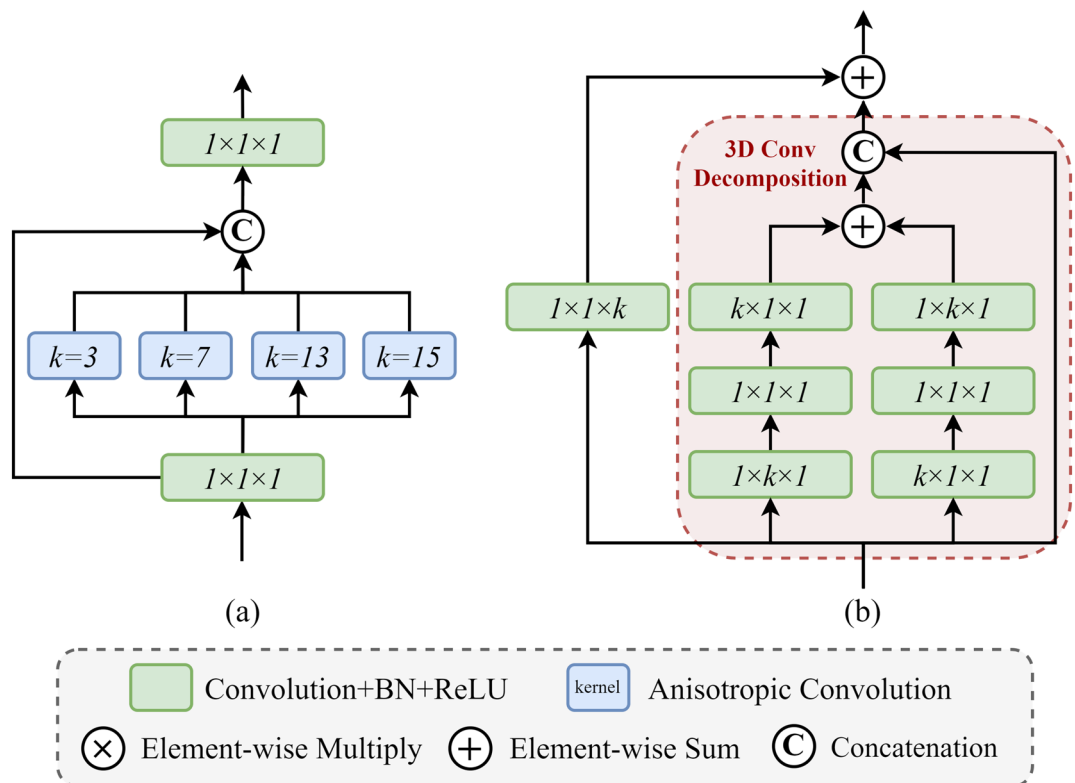 1×1×1
C
k=3 k=7 k=13 k=15
1×1×1
(a)
+
3D Conv
Decomposition
C
+
1×1×k
k×1×1 1×k×1
1×1×1 1×1×1
1×k×1 k×1×1
(b)
Convolution+BN+ReLU
kernel Anisotropic Convolution
× Element-wise Multiply
+ Element-wise Sum
C Concatenation